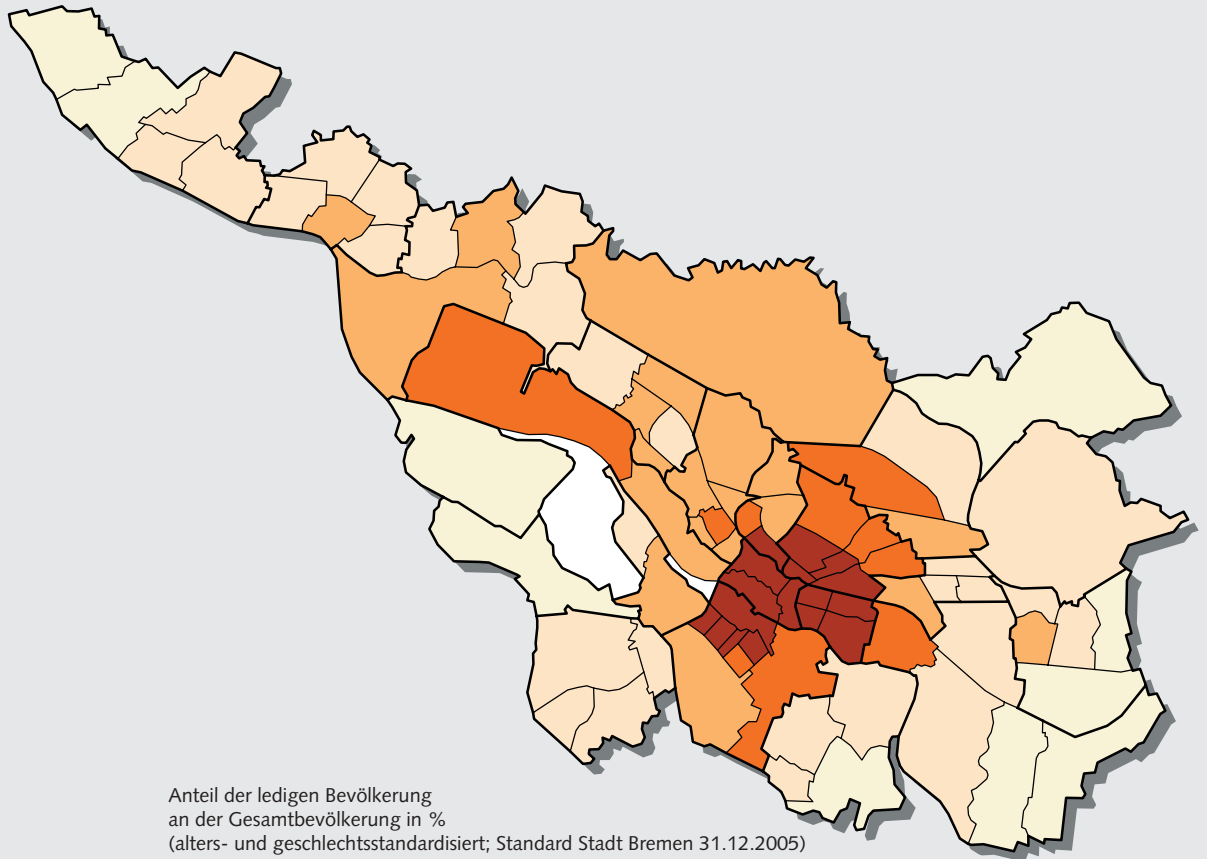 Anteil der ledigen Bevölkerung
an der Gesamtbevölkerung in %
(alters- und geschlechtsstandardisiert; Standard Stadt Bremen 31.12.2005)